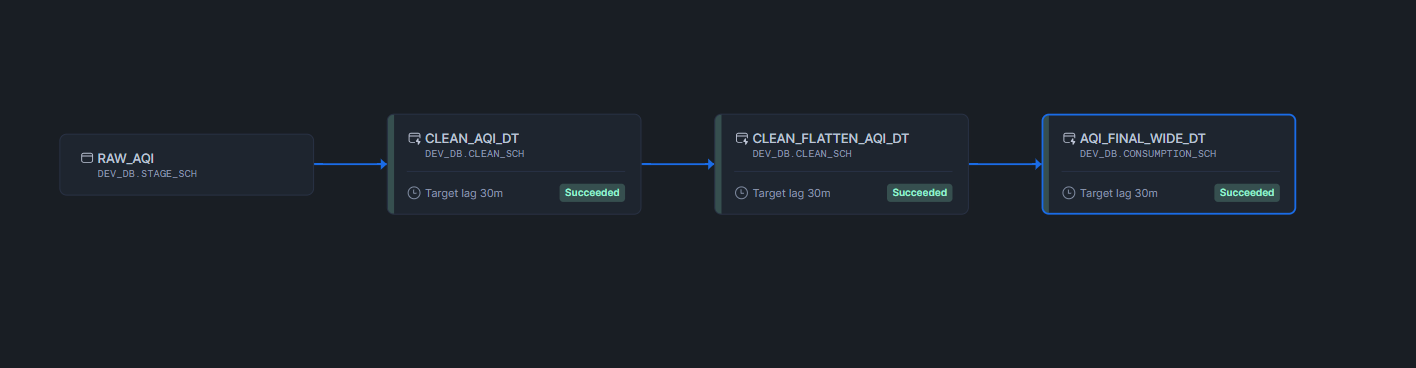 RAW_AQI
DEV_DB.STAGE_SCH
CLEAN_AQI_DT
DEV_DB.CLEAN_SCH
Target lag 30m
Succeeded
CLEAN_FLATTEN_AQI_DT
DEV_DB.CLEAN_SCH
Target lag 30m
Succeeded
AQI_FINAL_WIDE_DT
DEV_DB.CONSUMPTION_SCH
Target lag 30m
Succeeded